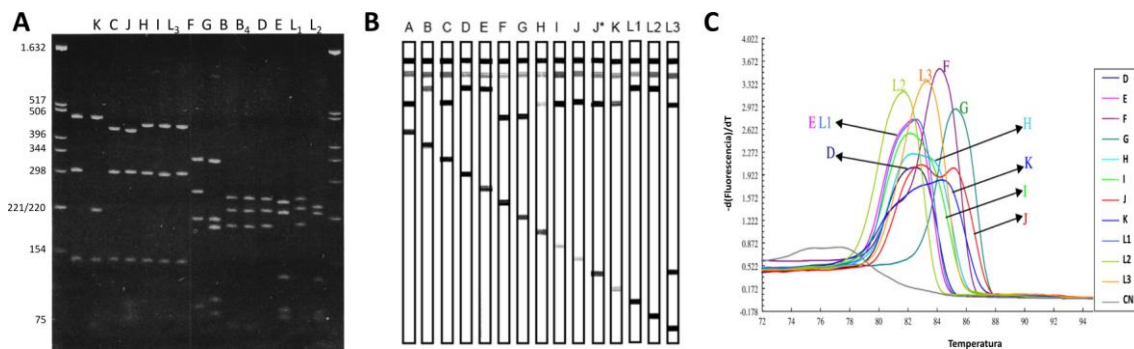 A
K C J H I L3 F G B B4 D E L1 L2
1.632
517
506
396
344
298
221/220
154
75
B
A B C D E F G H I J J* K L1 L2 L3
C
4.022
3.672
3.322
2.972
2.623
2.273
1.922
1.572
1.222
0.872
0.522
0.172
-0.178
-d(Fluorescencia)/dT
72 74 76 78 80 82 84 86 88 90 92 94
Temperatura
L2
L3
F
G
E L1
D
H
K
I
J
D
E
F
G
H
I
J
K
L1
L2
L3
CN